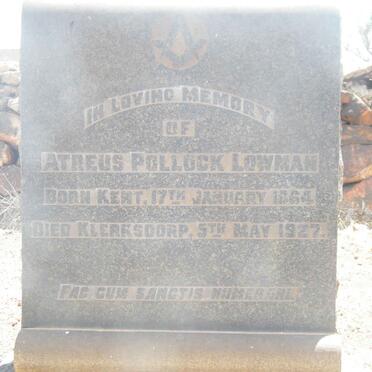 IN LOVING MEMORY
OF
ATREUS POLLOCK LOWMAN
BORN KENT, 17TH JANUARY 1864
DIED KLERKSDORP, 5TH MAY 1927.
FAC CUM SANCTIS NUMERARI.